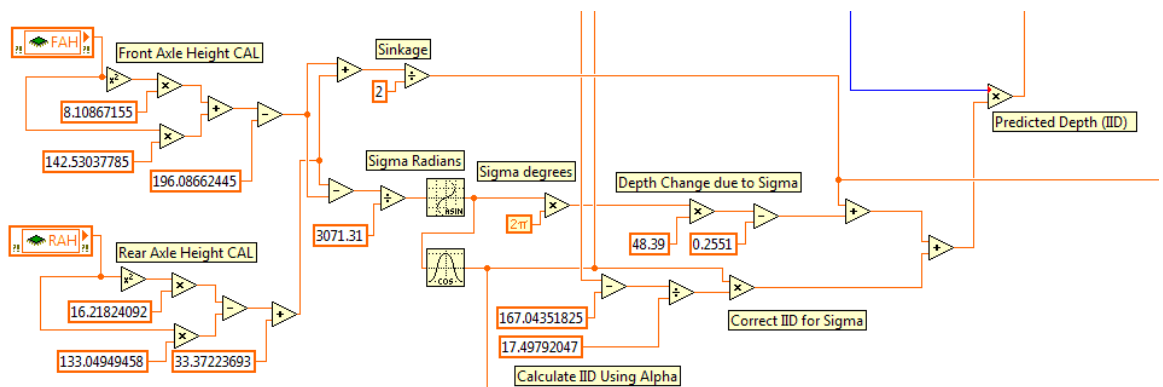 ?! FAH ?!
Front Axle Height CAL
x²
×
8.10867155
+
−
×
142.53037785
196.08662445
Sinkage
+
÷
2
Sigma Radians
−
÷
3071.31
ASIN
COS
Sigma degrees
×
2π
Depth Change due to Sigma
×
−
48.39
0.2551
+
+
×
Predicted Depth (IID)
?! RAH ?!
Rear Axle Height CAL
x²
×
16.21824092
−
+
×
133.04949458
33.37223693
−
÷
×
167.04351825
17.49792047
Correct IID for Sigma
Calculate IID Using Alpha